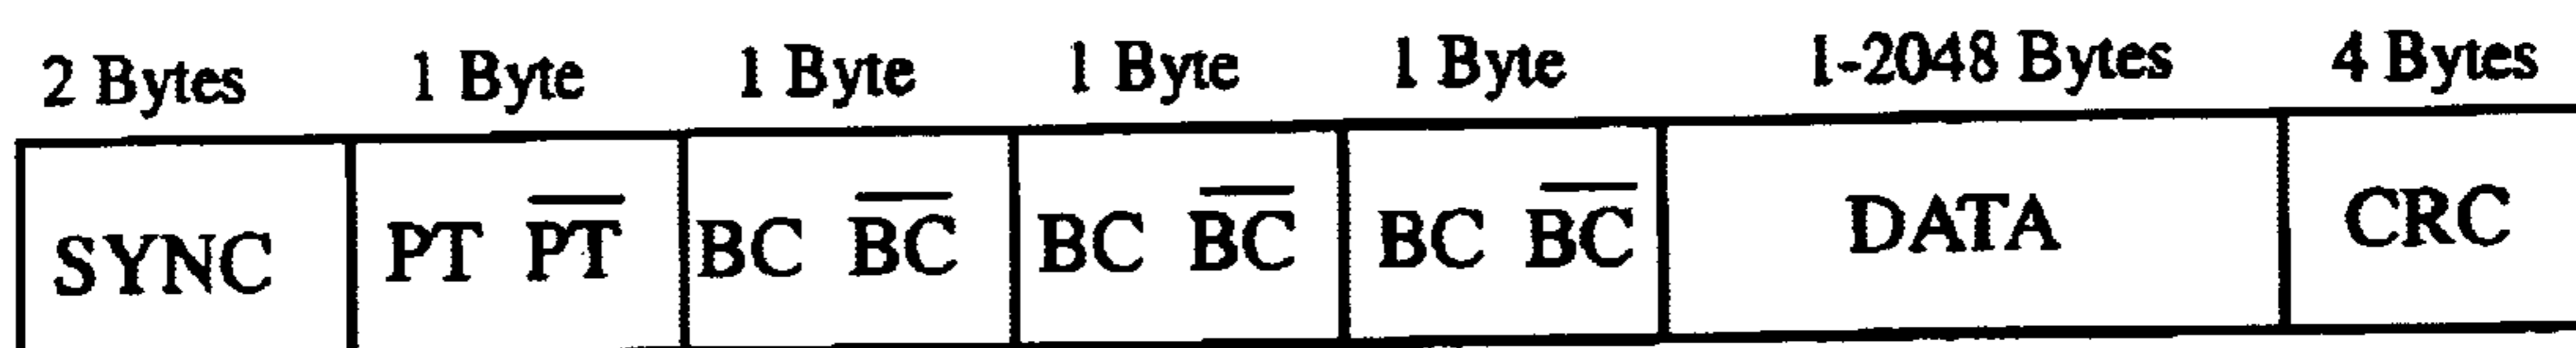 2 Bytes 1 Byte 1 Byte 1 Byte 1 Byte 1-2048 Bytes 4 Bytes
SYNC PT P̅T̅ BC B̅C̅ BC B̅C̅ BC B̅C̅ DATA CRC